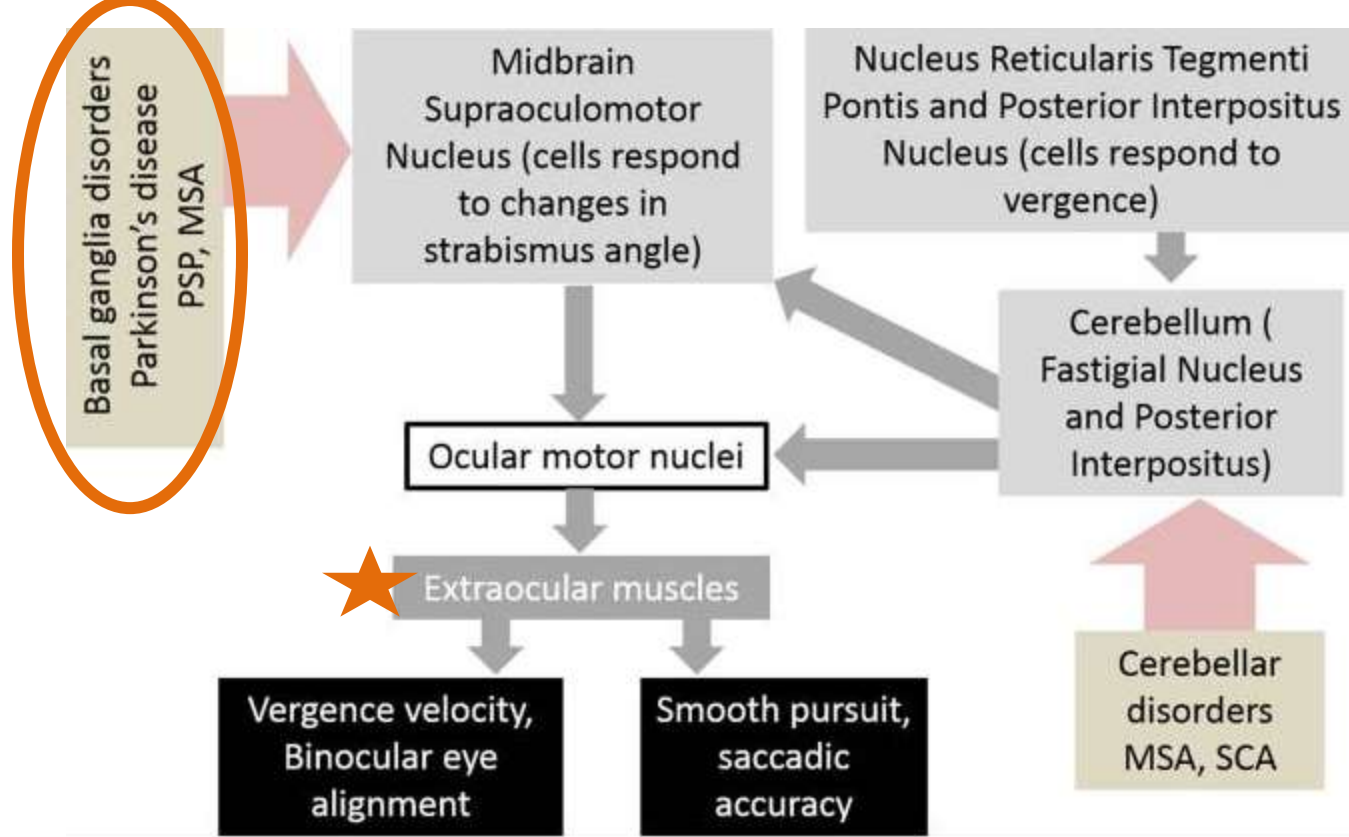 Basal ganglia disorders
Parkinson's disease
PSP, MSA
Midbrain
Supraoculomotor
Nucleus (cells respond
to changes in
strabismus angle)
Nucleus Reticularis Tegmenti
Pontis and Posterior Interpositus
Nucleus (cells respond to
vergence)
Cerebellum (
Fastigial Nucleus
and Posterior
Interpositus)
Ocular motor nuclei
Extraocular muscles
Vergence velocity,
Binocular eye
alignment
Smooth pursuit,
saccadic
accuracy
Cerebellar
disorders
MSA, SCA